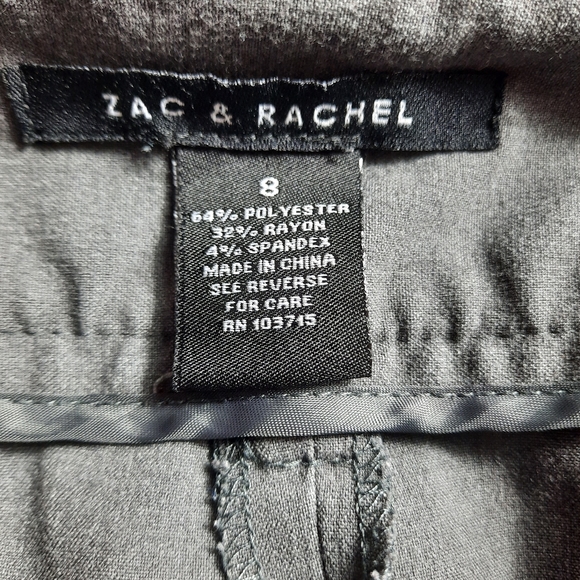 ZAC & RACHEL
8
64% POLYESTER
32% RAYON
4% SPANDEX
MADE IN CHINA
SEE REVERSE
FOR CARE
RN 103715